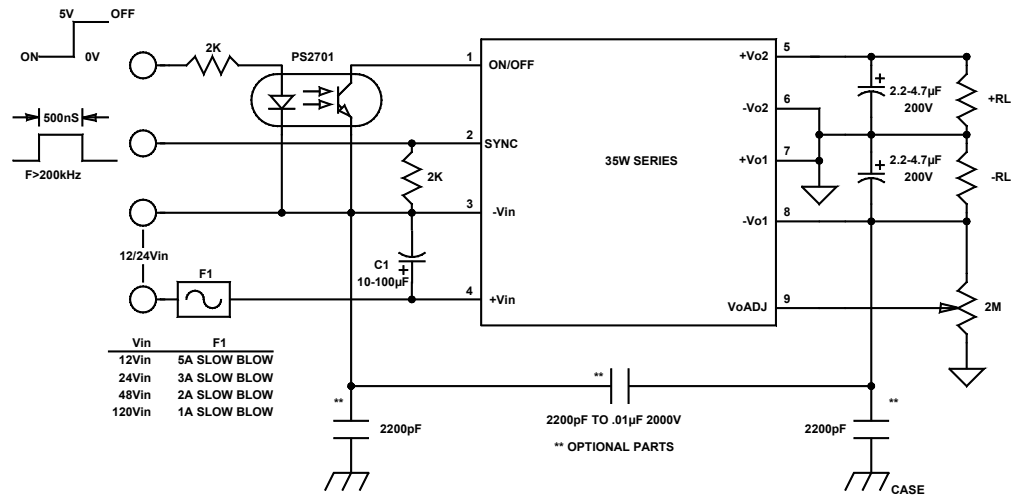 5V OFF
ON 0V
2K
PS2701
1 ON/OFF
500nS
F>200kHz
2 SYNC
2K
3 -Vin
12/24Vin
C1
10-100µF
F1
4 +Vin
35W SERIES
+Vo2 5
-Vo2 6
+Vo1 7
-Vo1 8
VoADJ 9
+
2.2-4.7µF
200V
+RL
+
2.2-4.7µF
200V
-RL
2M
+
Vin F1
12Vin 5A SLOW BLOW
24Vin 3A SLOW BLOW
48Vin 2A SLOW BLOW
120Vin 1A SLOW BLOW
**
2200pF
**
2200pF TO .01µF 2000V
** OPTIONAL PARTS
**
2200pF
CASE